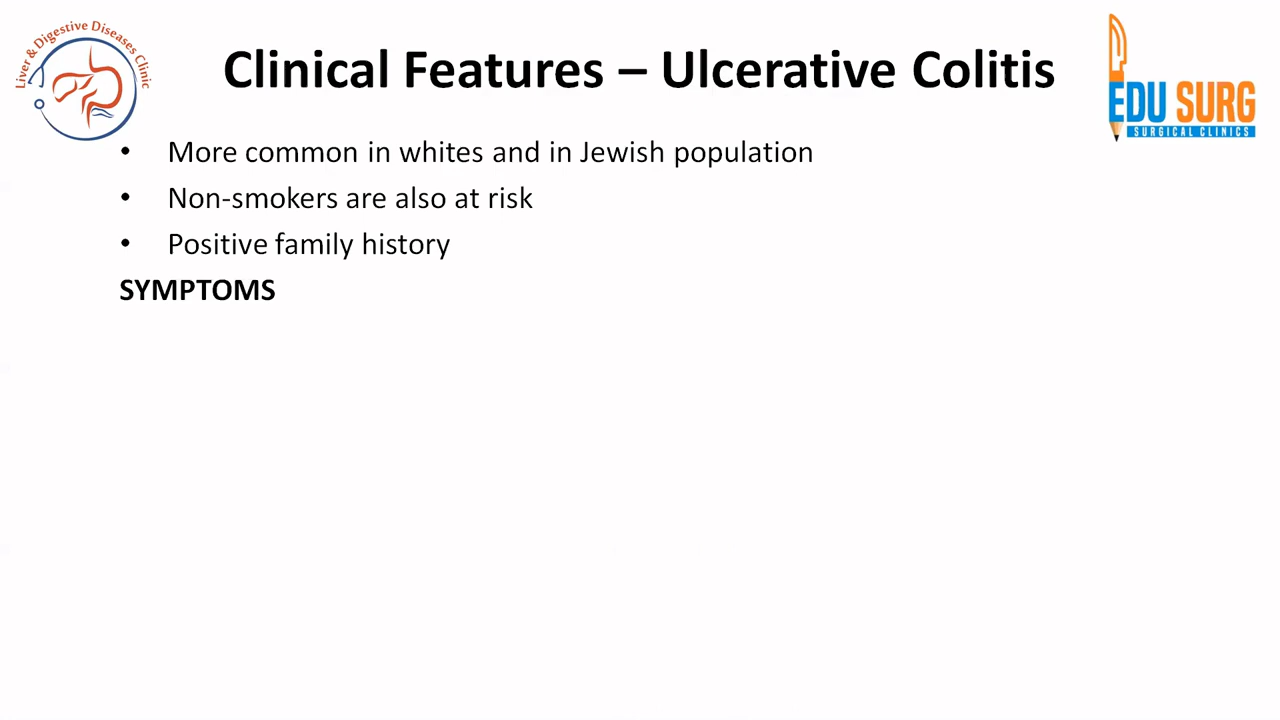 Liver & Digestive Diseases Clinic
Clinical Features – Ulcerative Colitis
EDU SURG
SURGICAL CLINICS
• More common in whites and in Jewish population
• Non-smokers are also at risk
• Positive family history
SYMPTOMS